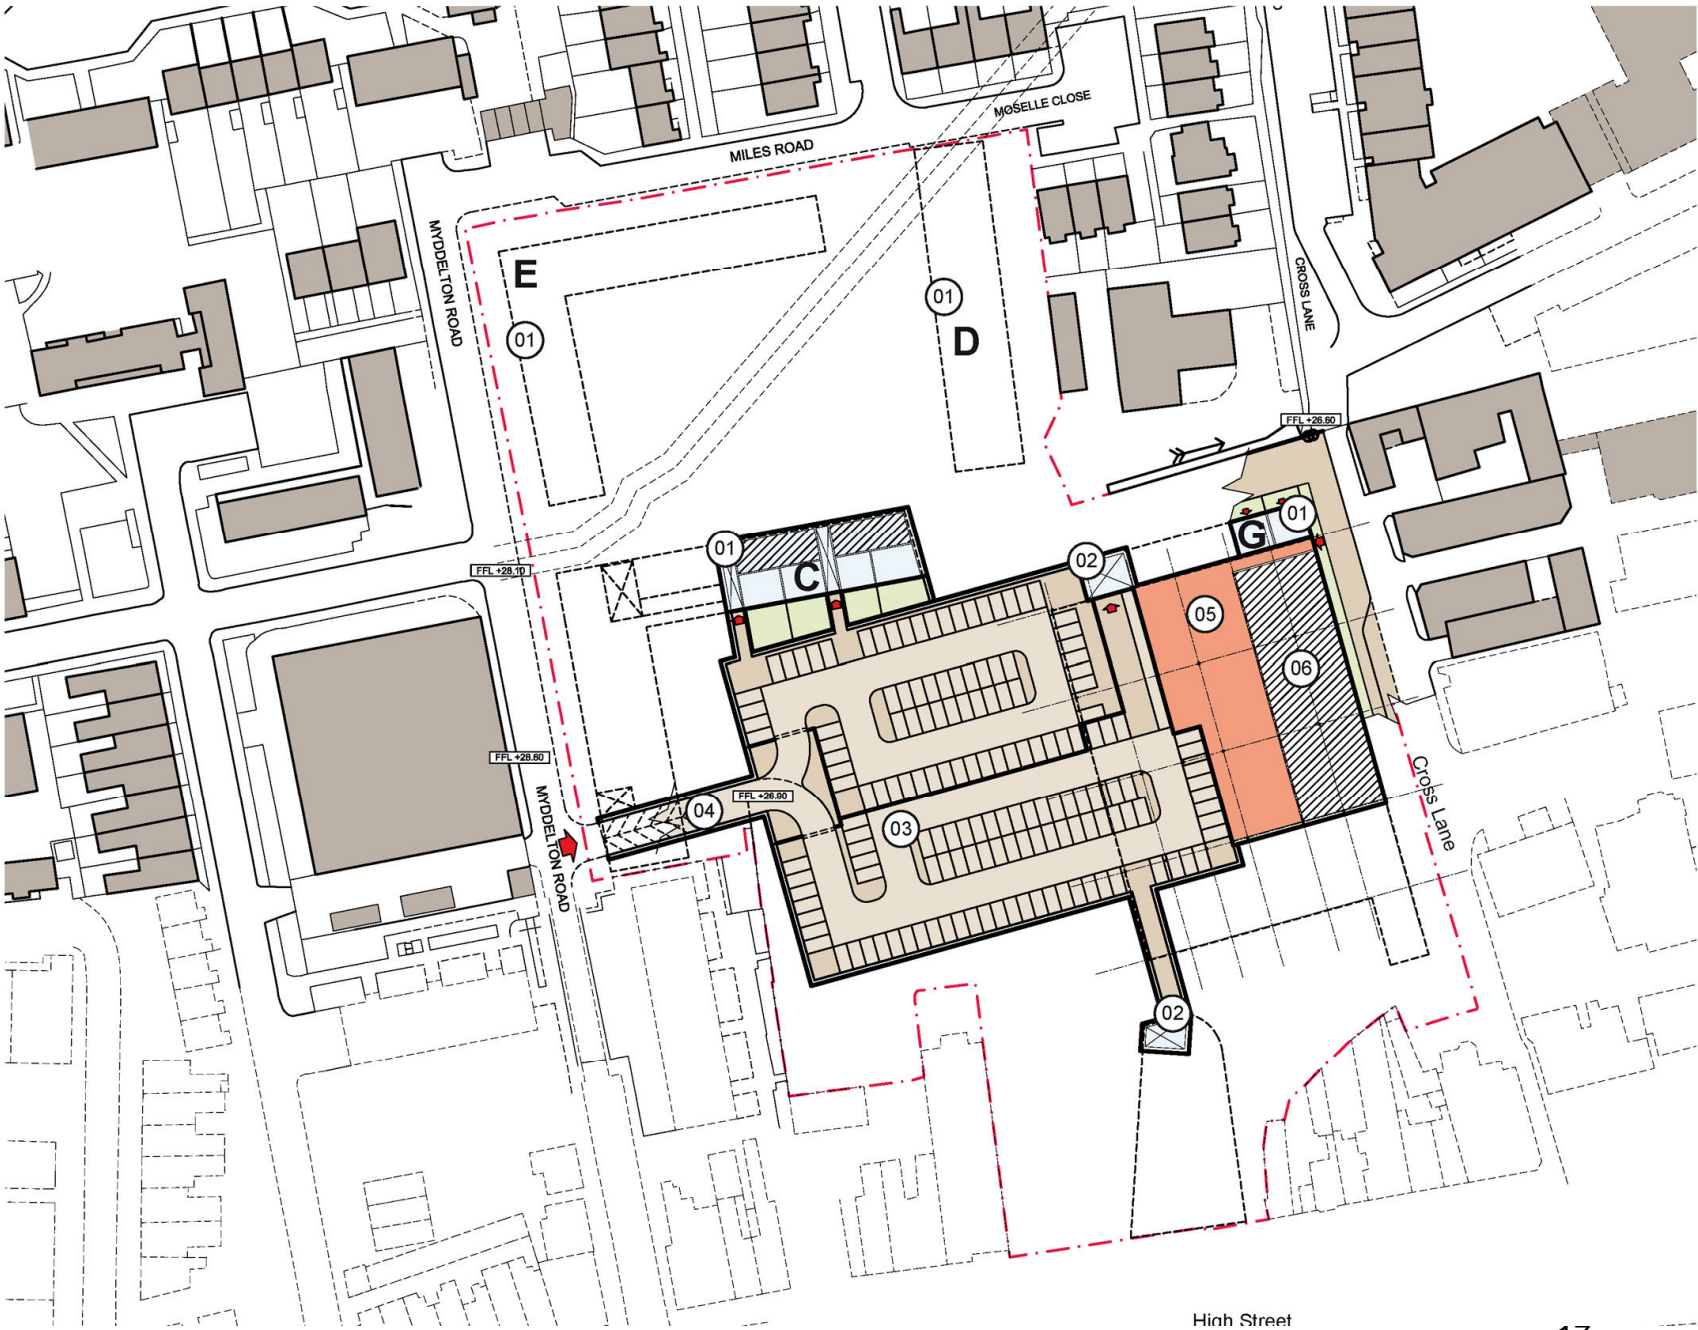 MOSELLE CLOSE
MILES ROAD
MYDDELTON ROAD
E
01
01
D
CROSS LANE
FFL +26.60
01
G
01
02
C
FFL +28.10
05
06
FFL +28.60
MYDDELTON ROAD
FFL +26.90
04
03
Cross Lane
02
High Street